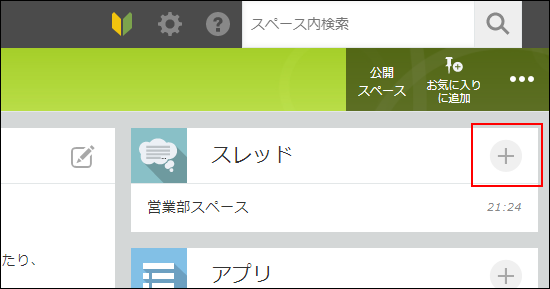 スペース内検索
公開
スペース
お気に入り
に追加
スレッド
営業部スペース
21:24
たり、
アプリ